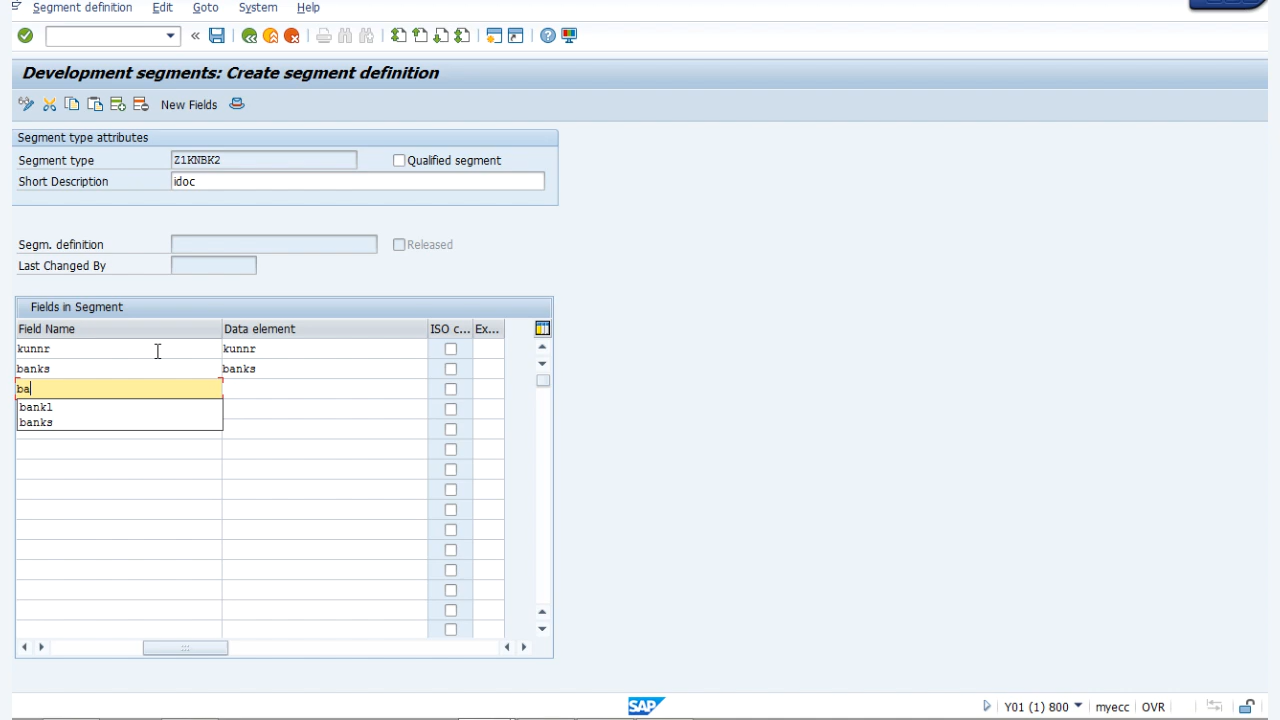 Segment definition Edit Goto System Help
Development segments: Create segment definition
New Fields
Segment type attributes
Segment type Z1KNBK2 Qualified segment
Short Description idoc
Segm. definition Released
Last Changed By
Fields in Segment
Field Name Data element ISO c... Ex...
kunnr kunnr
banks banks
ba
bankl
banks
SAP Y01 (1) 800 myecc OVR